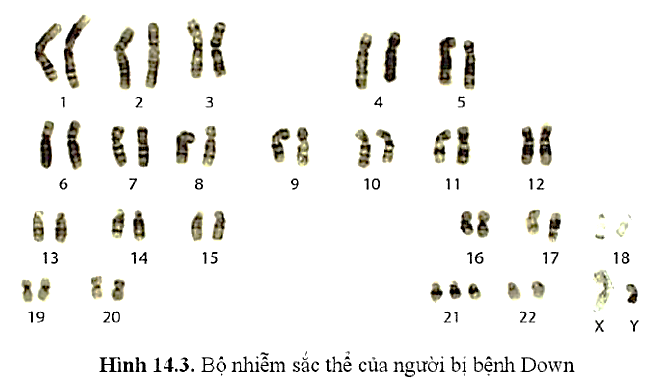 1 2 3 4 5
6 7 8 9 10 11 12
13 14 15 16 17 18
19 20 21 22 X Y
Hình 14.3. Bộ nhiễm sắc thể của người bị bệnh Down